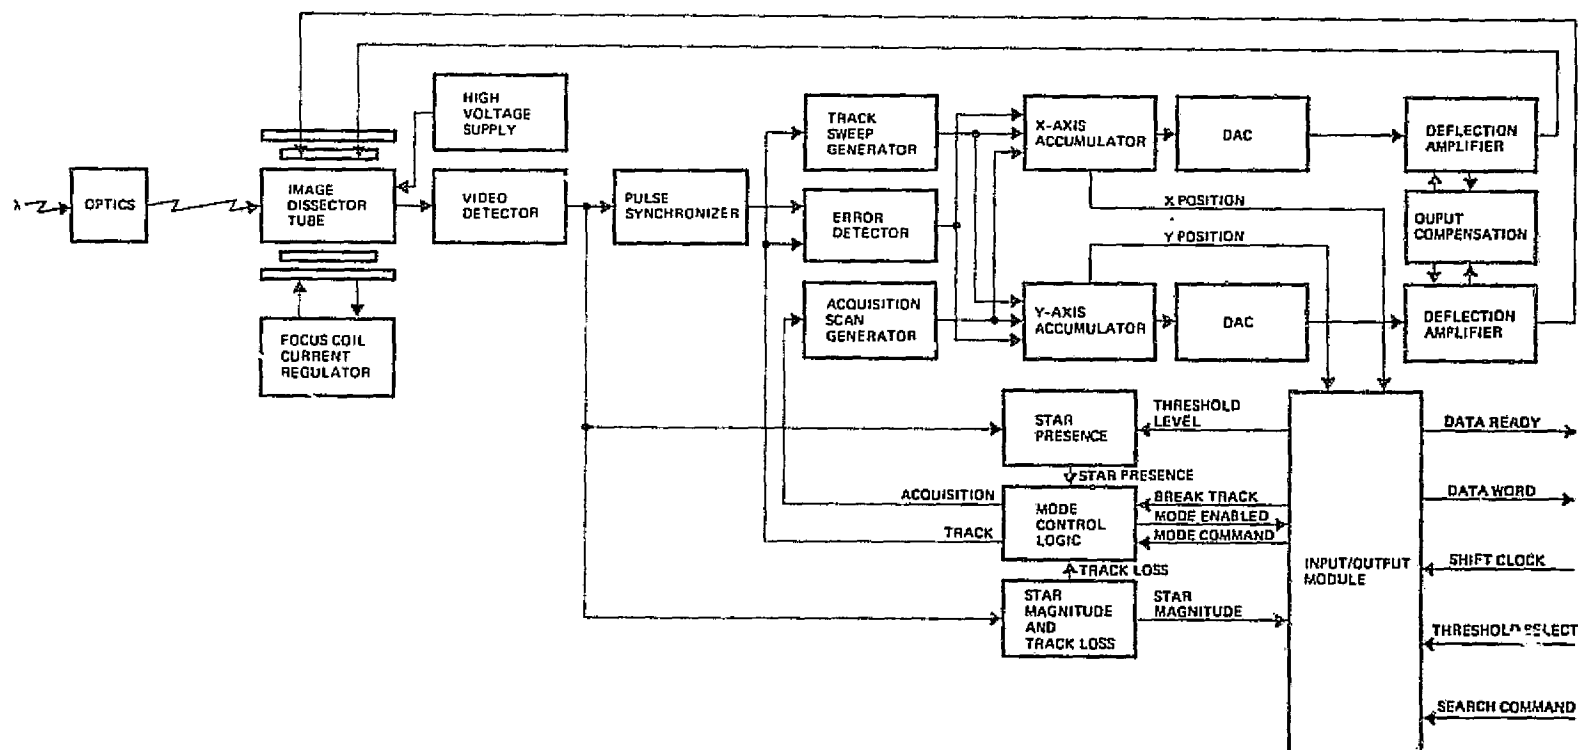 HIGH
VOLTAGE
SUPPLY
TRACK
SWEEP
GENERATOR
X-AXIS
ACCUMULATOR
DAC
DEFLECTION
AMPLIFIER
λ
OPTICS
IMAGE
DISSECTOR
TUBE
VIDEO
DETECTOR
PULSE
SYNCHRONIZER
ERROR
DETECTOR
X POSITION
Y POSITION
OUPUT
COMPENSATION
FOCUS COIL
CURRENT
REGULATOR
ACQUISITION
SCAN
GENERATOR
Y-AXIS
ACCUMULATOR
DAC
DEFLECTION
AMPLIFIER
STAR
PRESENCE
THRESHOLD
LEVEL
STAR PRESENCE
ACQUISITION
TRACK
MODE
CONTROL
LOGIC
BREAK TRACK
MODE ENABLED
MODE COMMAND
TRACK LOSS
STAR
MAGNITUDE
AND
TRACK LOSS
STAR
MAGNITUDE
INPUT/OUTPUT
MODULE
DATA READY
DATA WORD
SHIFT CLOCK
THRESHOLD SELECT
SEARCH COMMAND